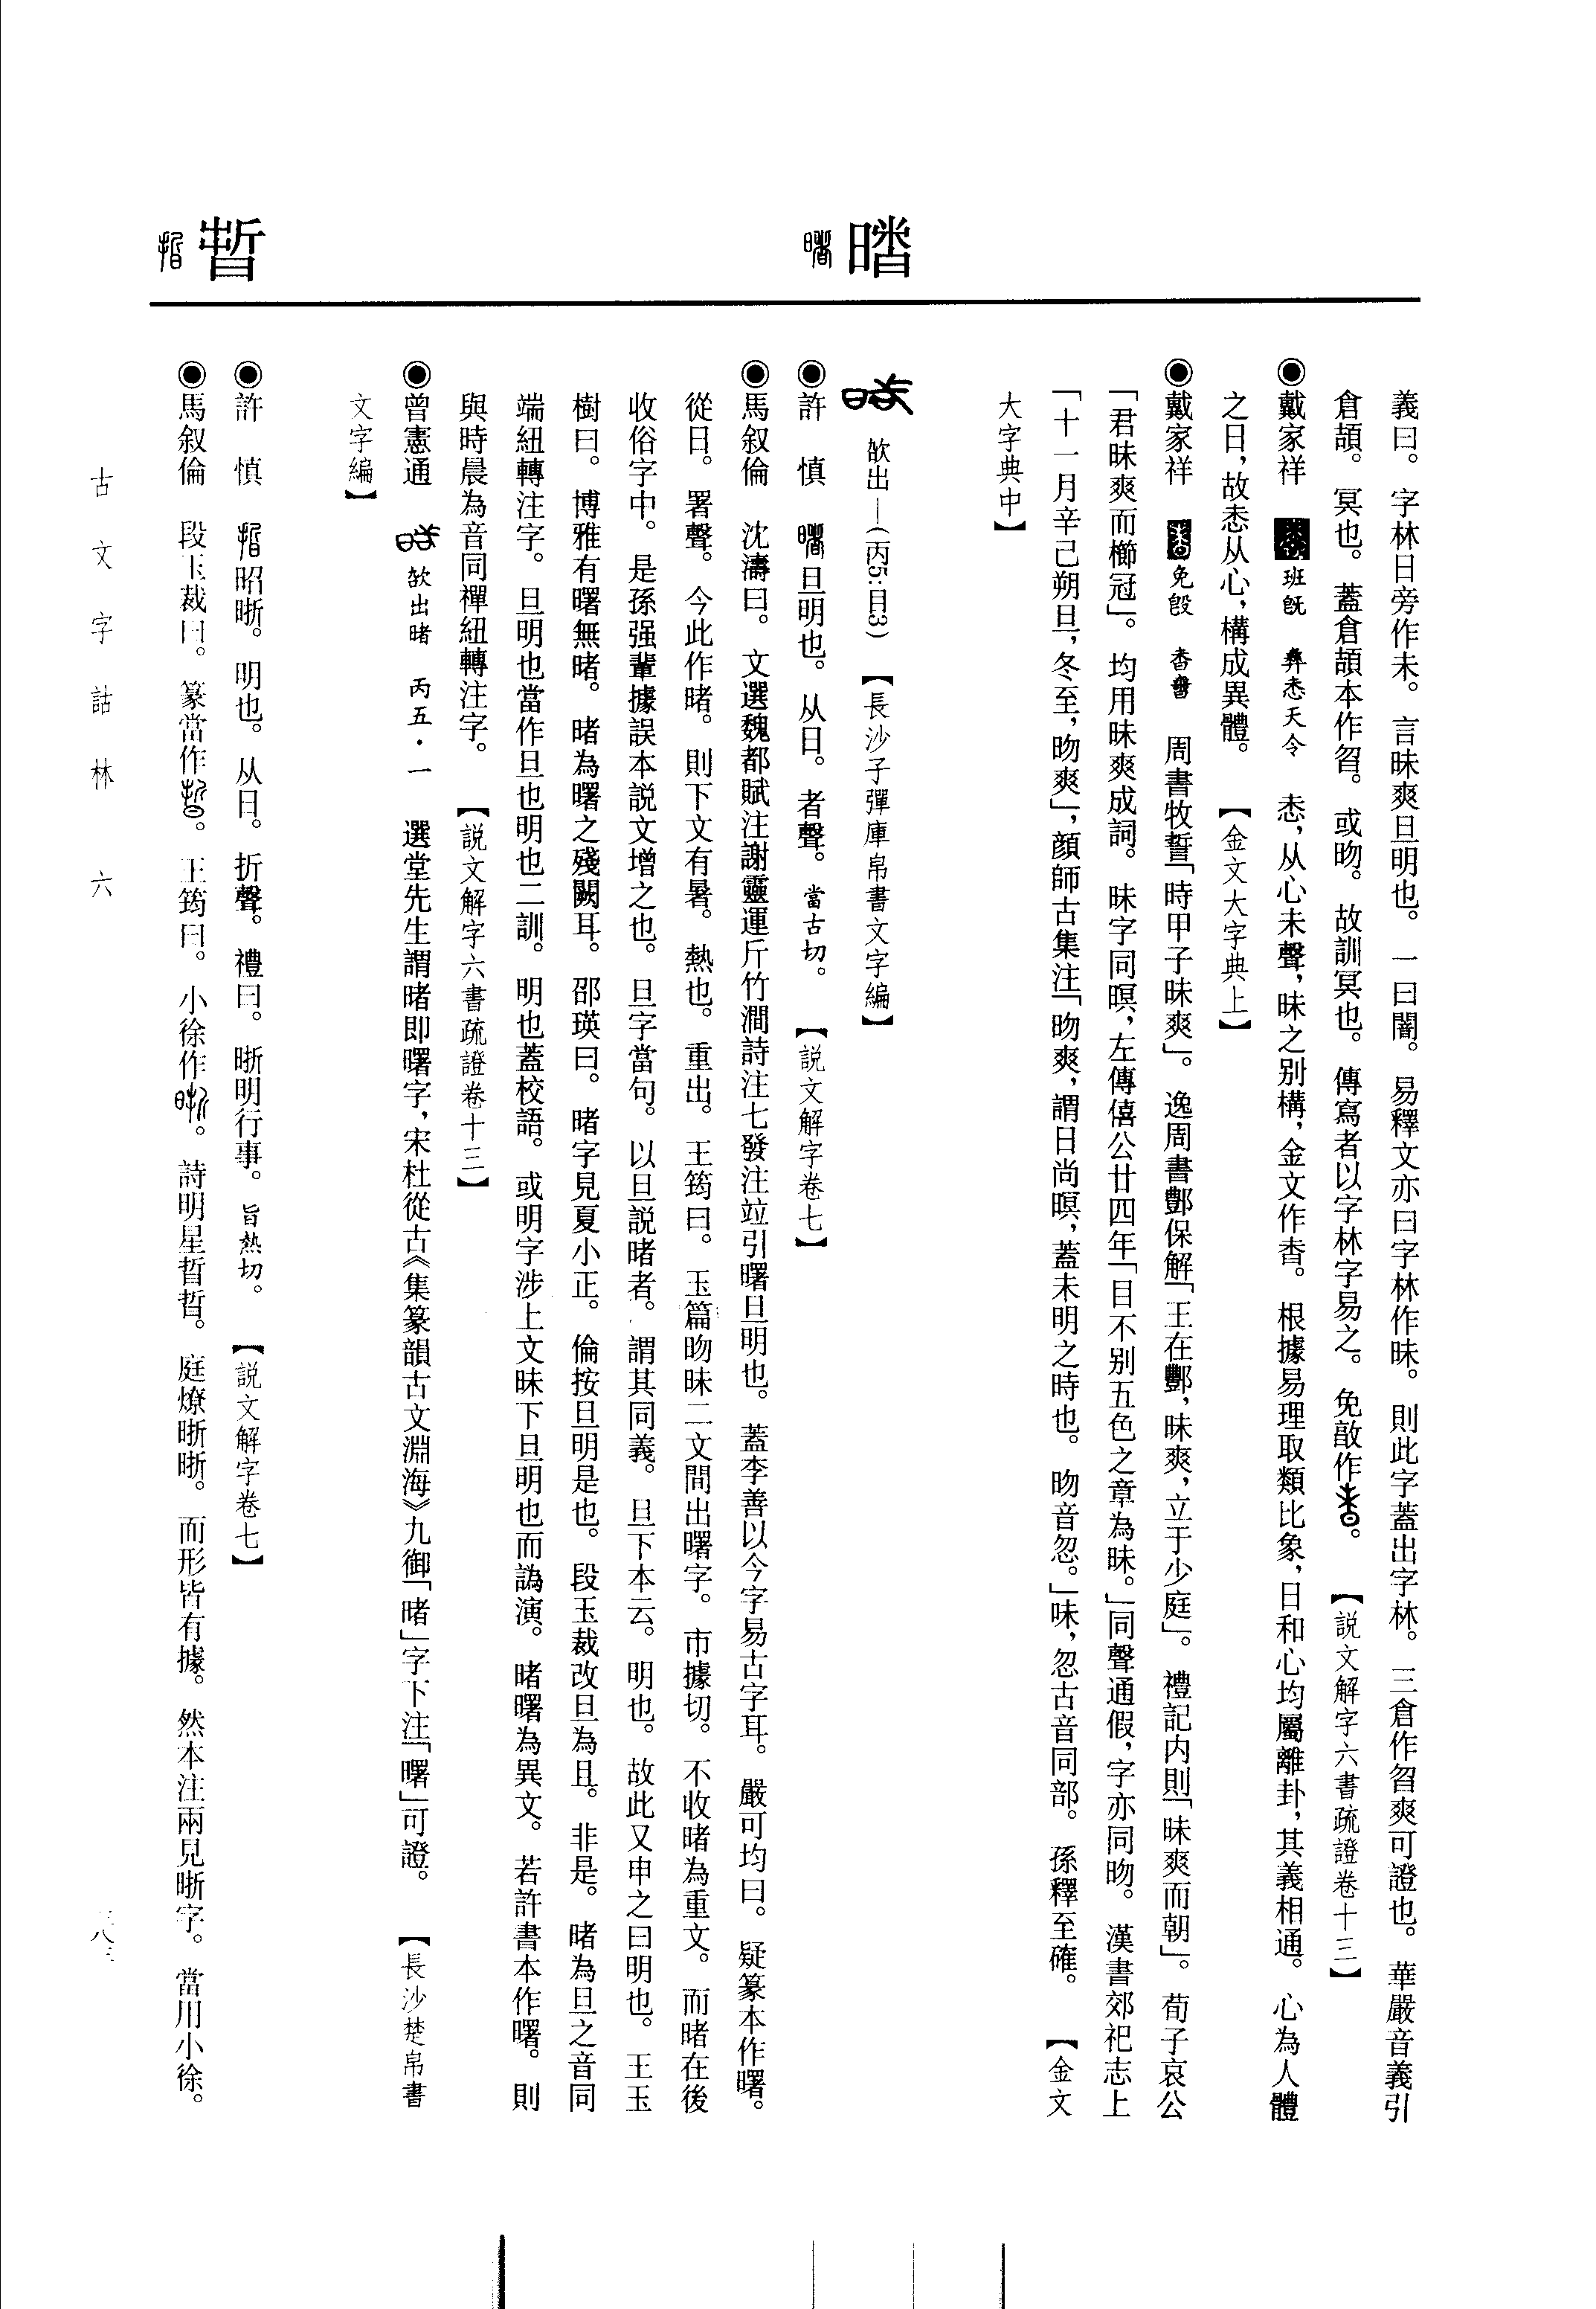 睹
晢
義曰。字林日旁作未。言昧爽旦明也。一曰闇。易釋文亦曰字林作昧。則此字蓋出字林。三倉作曶爽可證也。華嚴音義引
倉頡。冥也。蓋倉頡本作曶。或昒。故訓冥也。傳寫者以字林字易之。免敃作。【説文解字六書疏證卷十三】
◉戴家祥 班𣪘 彝恚天令 恚,从心未聲,昧之别構,金文作杳。根據易理取類比象,日和心均屬離卦,其義相通。心為人體
之日,故恚从心,構成異體。【金文大字典上】
◉戴家祥 免𣪘 周書牧誓「時甲子昧爽」。逸周書酆保解「王在酆,昧爽,立于少庭」。禮記内則「昧爽而朝」。荀子哀公
「君昧爽而櫛冠」。均用昧爽成詞。昧字同暝,左傳僖公廿四年「目不别五色之章為昧。」同聲通假,字亦同昒。漢書郊祀志上
「十一月辛己朔旦,冬至,昒爽」,顔師古集注「昒爽,謂日尚暝,蓋未明之時也。昒音忽。」昧,忽古音同部。孫釋至確。【金文
大字典中】
欿出—(丙5:目3)【長沙子彈庫帛書文字編】
◉許 慎 旦明也。从日。者聲。當古切。【説文解字卷七】
◉馬叙倫 沈濤曰。文選魏都賦注謝靈運斤竹澗詩注七發注竝引曙旦明也。蓋李善以今字易古字耳。嚴可均曰。疑篆本作曙。
從日。署聲。今此作睹。則下文有暑。熱也。重出。王筠曰。玉篇昒昧二文間出曙字。市據切。不收睹為重文。而睹在後
收俗字中。是孫强輩據誤本説文增之也。旦字當句。以旦説睹者。謂其同義。旦下本云。明也。故此又申之曰明也。王玉
樹曰。博雅有曙無睹。睹為曙之殘闕耳。邵瑛曰。睹字見夏小正。倫按旦明是也。段玉裁改旦為且。非是。睹為旦之音同
端紐轉注字。旦明也當作旦也明也二訓。明也蓋校語。或明字涉上文昧下旦明也而譌演。睹曙為異文。若許書本作曙。則
與時晨為音同禪紐轉注字。【説文解字六書疏證卷十三】
◉曾憲通 欿出睹 丙五·一 選堂先生謂睹即曙字,宋杜從古《集篆韻古文淵海》九御「睹」字下注「曙」可證。【長沙楚帛書
文字編】
◉許 慎 昭晣。明也。从日。折聲。禮曰。晣明行事。旨熱切。【説文解字卷七】
◉馬叙倫 段玉裁曰。篆當作。王筠曰。小徐作。詩明星晢晢。庭燎晣晣。而形皆有據。然本注兩見晣字。當用小徐。
古文字詁林 六